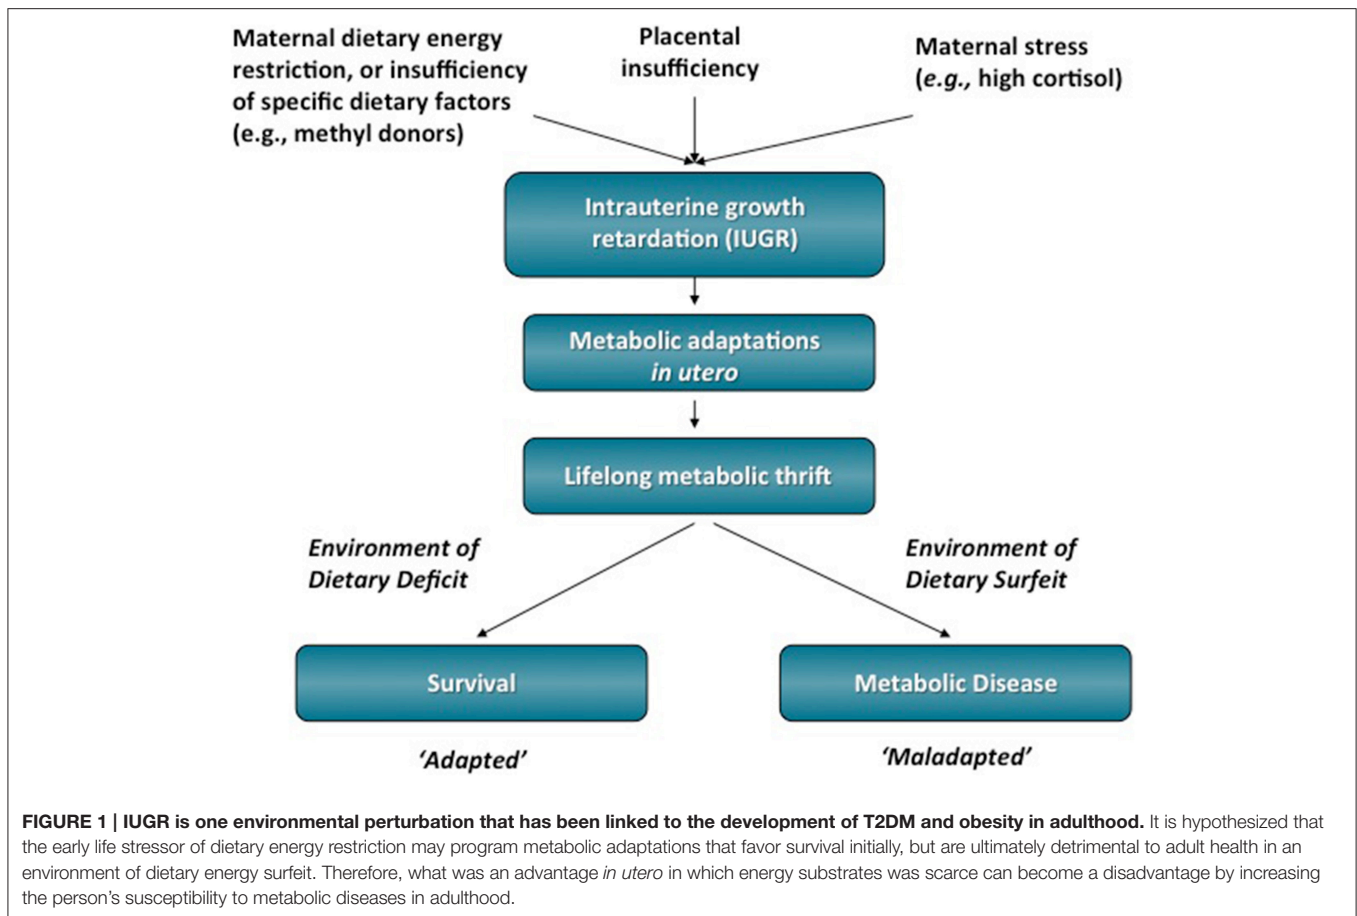 Maternal dietary energy
restriction, or insufficiency
of specific dietary factors
(e.g., methyl donors)
Placental
insufficiency
Maternal stress
(e.g., high cortisol)
Intrauterine growth
retardation (IUGR)
Metabolic adaptations
in utero
Lifelong metabolic thrift
Environment of
Dietary Deficit
Environment of
Dietary Surfeit
Survival
Metabolic Disease
‘Adapted’
‘Maladapted’
FIGURE 1 | IUGR is one environmental perturbation that has been linked to the development of T2DM and obesity in adulthood. It is hypothesized that
the early life stressor of dietary energy restriction may program metabolic adaptations that favor survival initially, but are ultimately detrimental to adult health in an
environment of dietary energy surfeit. Therefore, what was an advantage in utero in which energy substrates was scarce can become a disadvantage by increasing
the person’s susceptibility to metabolic diseases in adulthood.